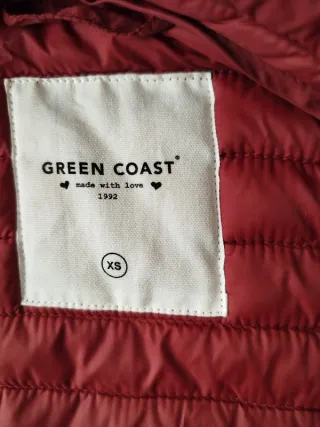 GREEN COAST®
made with love
1992
XS